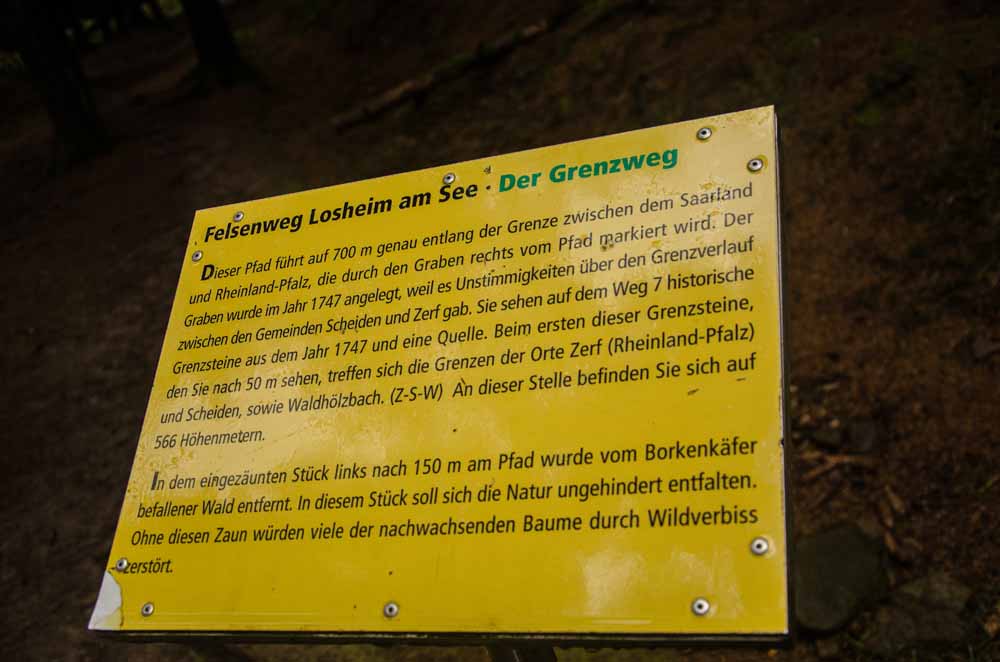 Felsenweg Losheim am See · Der Grenzweg
Dieser Pfad führt auf 700 m genau entlang der Grenze zwischen dem Saarland
und Rheinland-Pfalz, die durch den Graben rechts vom Pfad markiert wird. Der
Graben wurde im Jahr 1747 angelegt, weil es Unstimmigkeiten über den Grenzverlauf
zwischen den Gemeinden Scheiden und Zerf gab. Sie sehen auf dem Weg 7 historische
Grenzsteine aus dem Jahr 1747 und eine Quelle. Beim ersten dieser Grenzsteine,
den Sie nach 50 m sehen, treffen sich die Grenzen der Orte Zerf (Rheinland-Pfalz)
und Scheiden, sowie Waldhölzbach. (Z-S-W) An dieser Stelle befinden Sie sich auf
566 Höhenmetern.
In dem eingezäunten Stück links nach 150 m am Pfad wurde vom Borkenkäfer
befallener Wald entfernt. In diesem Stück soll sich die Natur ungehindert entfalten.
Ohne diesen Zaun würden viele der nachwachsenden Baume durch Wildverbiss
zerstört.